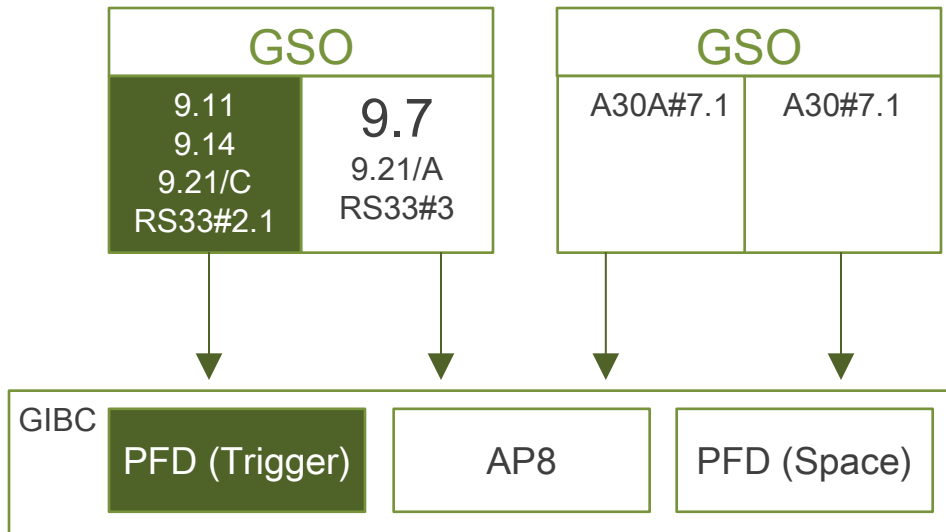 GSO
9.11
9.14
9.21/C
RS33#2.1
9.7
9.21/A
RS33#3
GSO
A30A#7.1
A30#7.1
GIBC
PFD (Trigger)
AP8
PFD (Space)